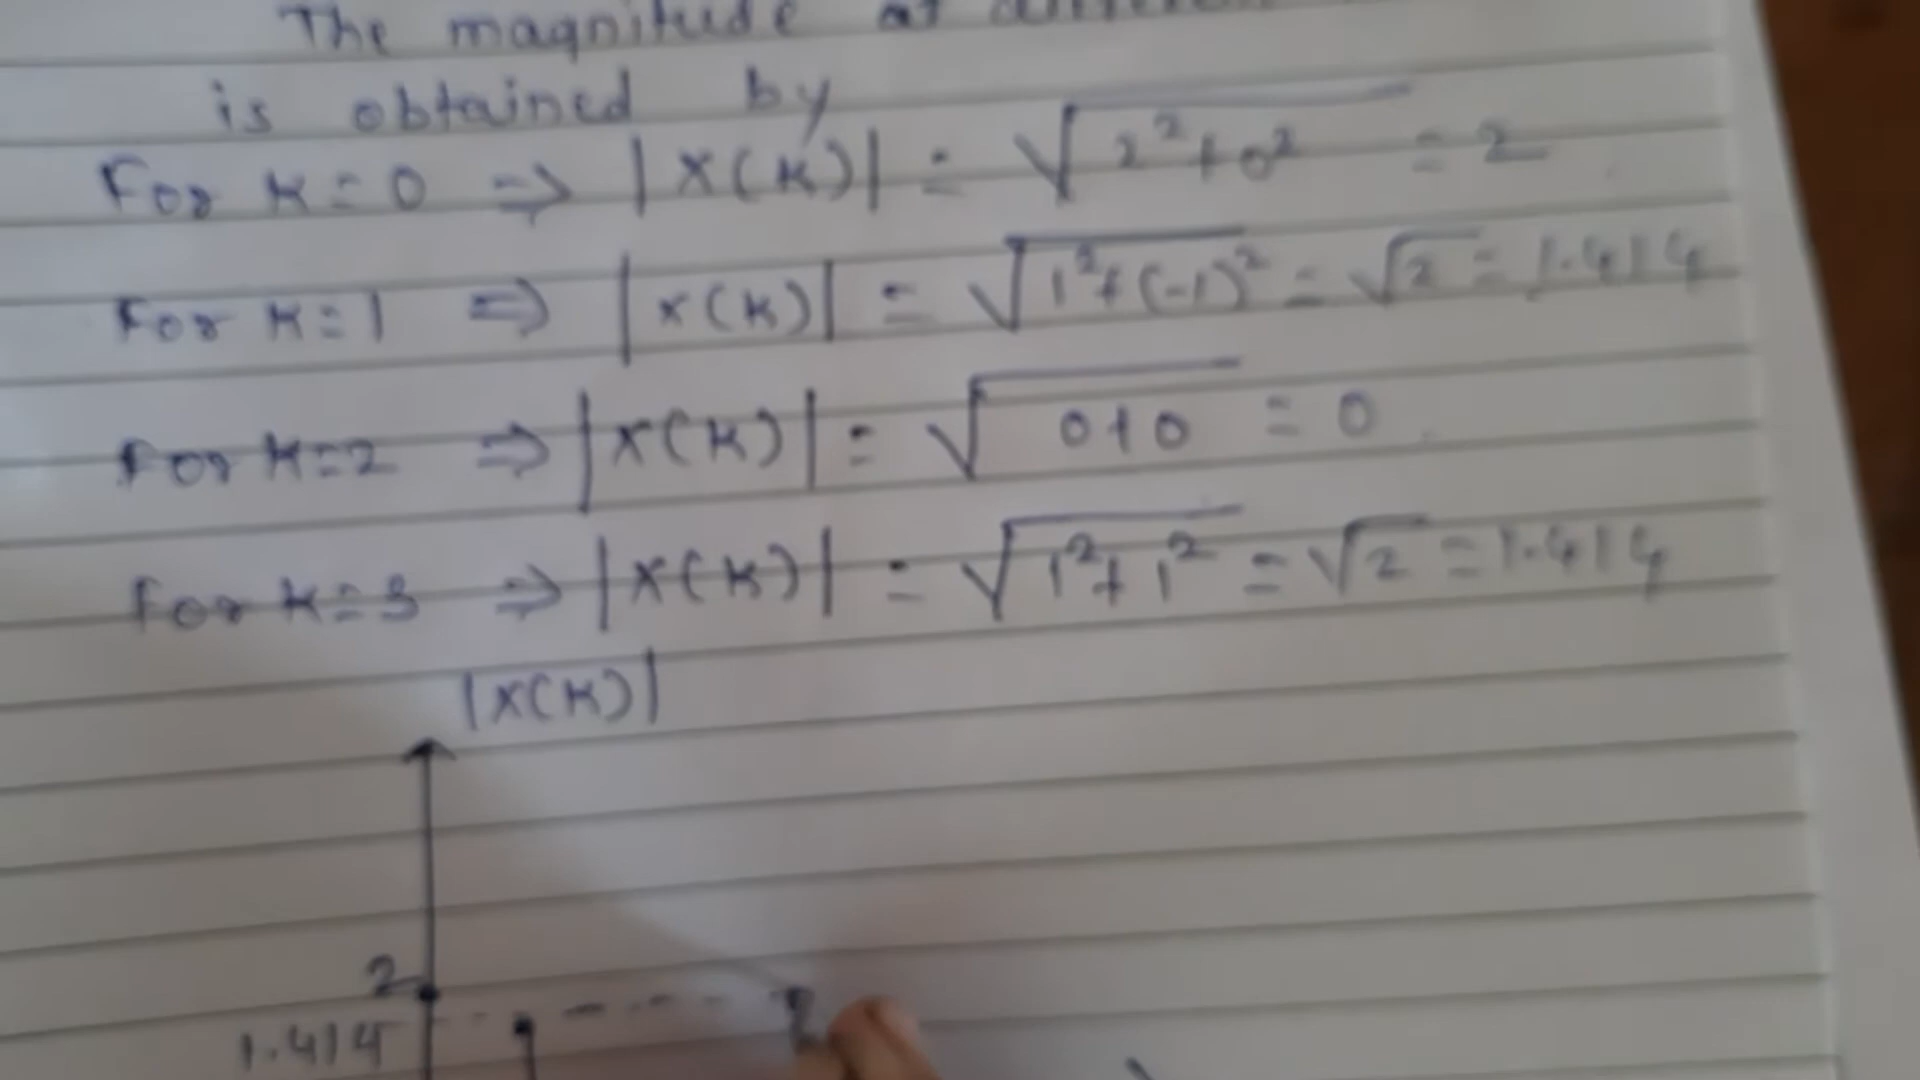 The magnitude at
is obtained by
For K=0 ⇒ |X(K)| = √2²+0² = 2
For K=1 ⇒ |X(K)| = √1²+(-1)² = √2 = 1.414
For K=2 ⇒ |X(K)| = √0+0 = 0
For K=3 ⇒ |X(K)| = √1²+1² = √2 = 1.414
|X(K)|
2
1.414